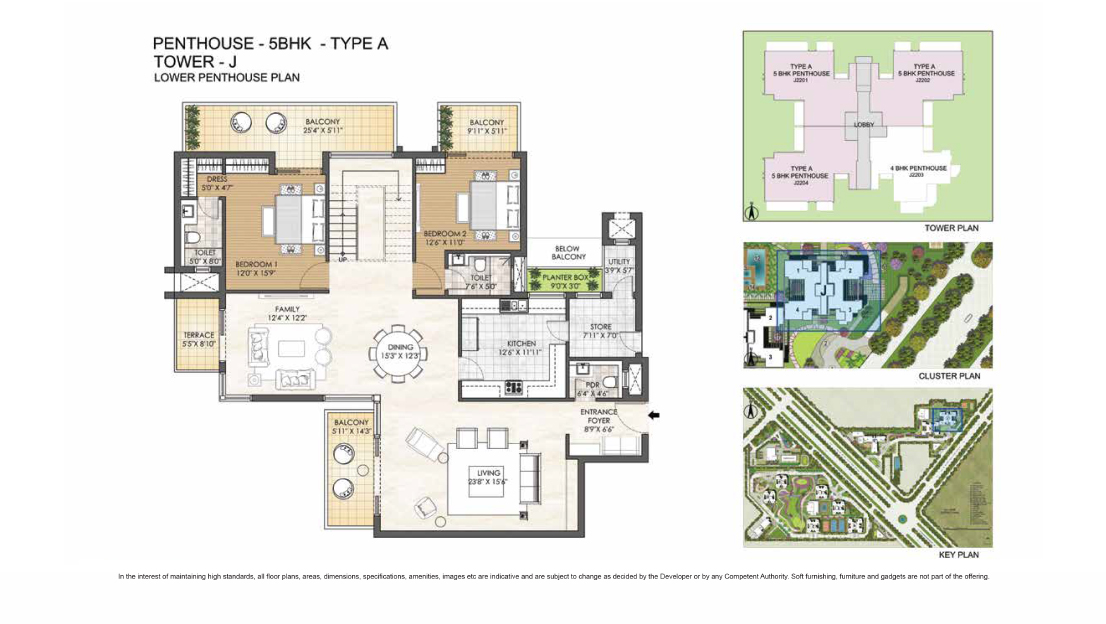 PENTHOUSE - 5BHK - TYPE A
TOWER - J
LOWER PENTHOUSE PLAN
BALCONY
25'4" X 5'11"
BALCONY
9'11" X 5'11"
DRESS
5'0" X 4'7"
TOILET
5'0" X 8'0"
BEDROOM 1
12'0" X 15'9"
UP
BEDROOM 2
12'6" X 11'0"
TOILET
7'6" X 5'0"
BELOW
BALCONY
PLANTER BOX
9'0"X 3'0"
UTILITY
3'9"X 5'7"
FAMILY
12'4" X 12'2"
TERRACE
5'5"X 8'10"
DINING
15'3" X 12'3"
KITCHEN
12'6" X 11'11"
STORE
7'11" X 7'0"
PDR
6'4" X 4'6"
ENTRANCE
FOYER
8'9"X 6'6"
BALCONY
5'11" X 14'3"
LIVING
23'8" X 15'6"
TYPE A
5 BHK PENTHOUSE
J2201
TYPE A
5 BHK PENTHOUSE
J2202
LOBBY
TYPE A
5 BHK PENTHOUSE
J2204
4 BHK PENTHOUSE
J2203
TOWER PLAN
J
2
2
3
CLUSTER PLAN
KEY PLAN
In the interest of maintaining high standards, all floor plans, areas, dimensions, specifications, amenities, images etc are indicative and are subject to change as decided by the Developer or by any Competent Authority. Soft furnishing, furniture and gadgets are not part of the offering.